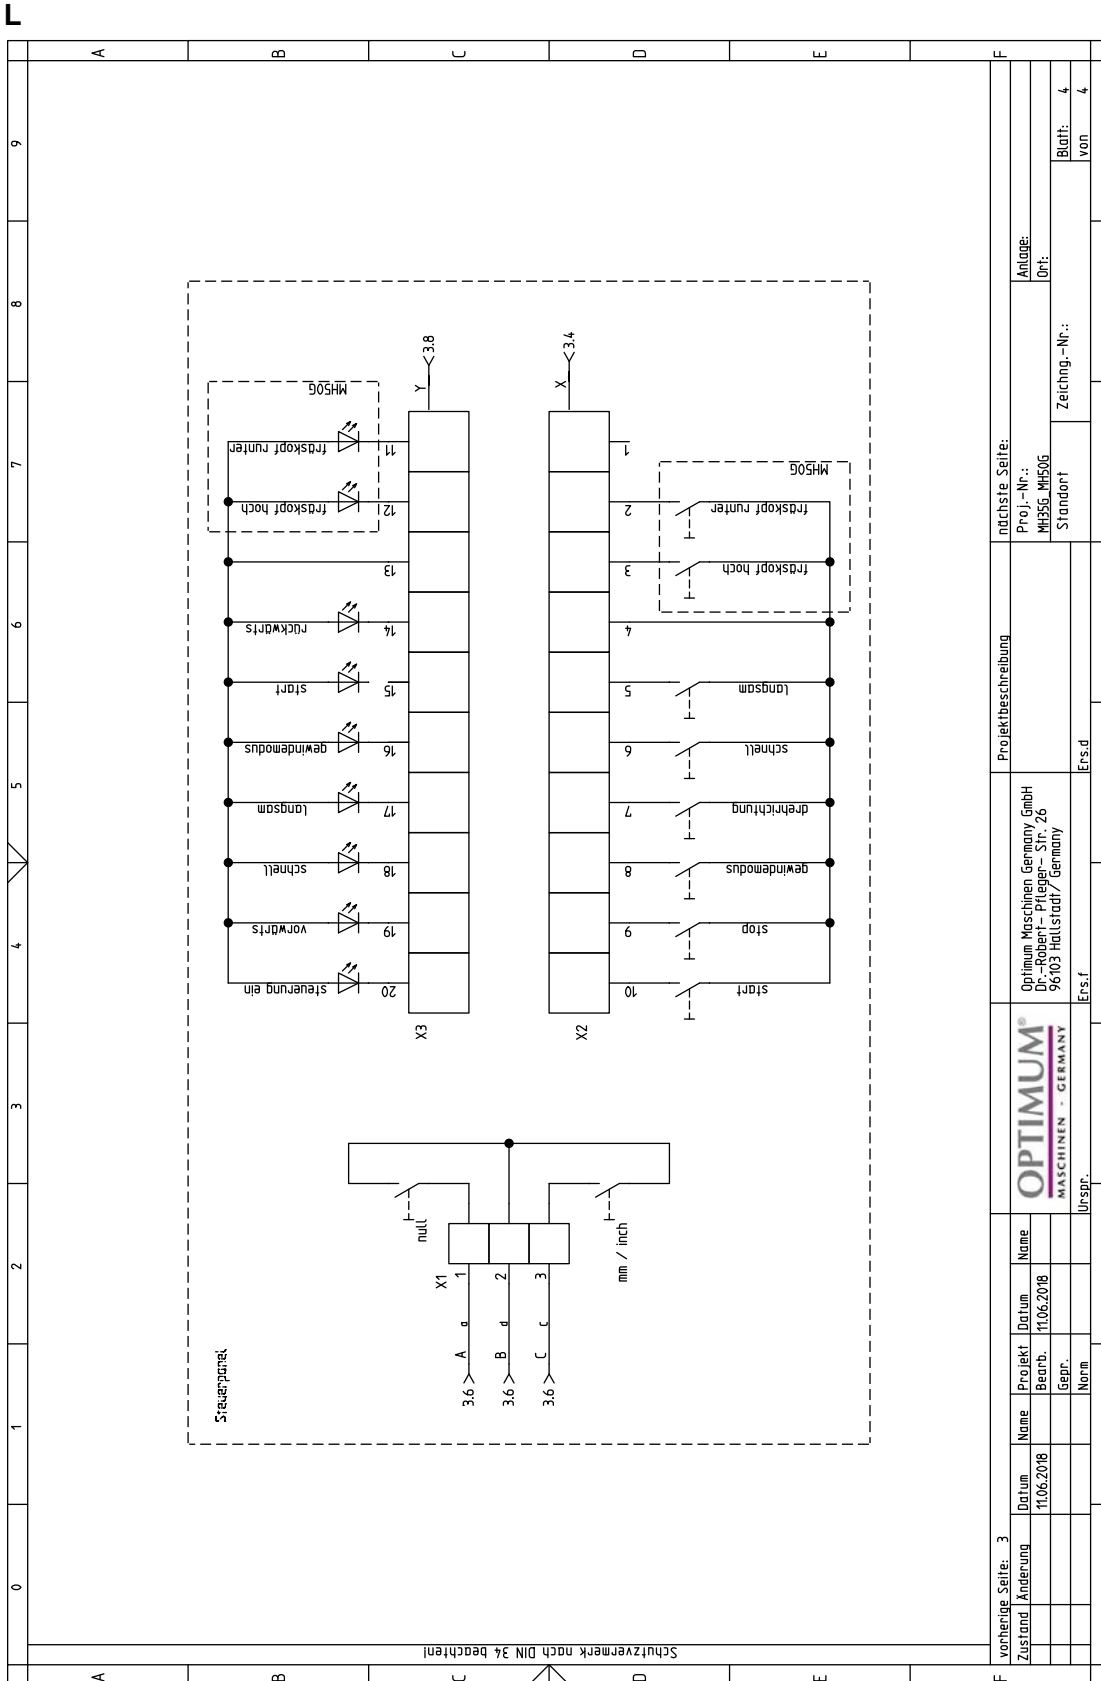 L
A
B
C
D
E
F
9
8
7
6
5
4
3
2
1
0
Steuerpanel
3.6
A
a
1
X1
null
3.6
B
d
2
3.6
C
c
3
mm / inch
X3
20
steuerung ein
19
vorwärts
18
schnell
17
langsam
16
gewindemodus
15
start
14
rückwärts
13
12
fräskopf hoch
11
fräskopf runter
MH50G
Y
3.8
X2
10
start
9
stop
8
gewindemodus
7
drehrichtung
6
schnell
5
langsam
4
3
fräskopf hoch
2
fräskopf runter
MH50G
1
X
3.4
Schutzvermerk nach DIN 34 beachten!
A
B
C
D
E
F
vorherige Seite: 3
Zustand
Änderung
Datum
Name
11.06.2018
Projekt
Datum
Name
Bearb.
11.06.2018
Gepr.
Norm
Urspr.
OPTIMUM®
MASCHINEN - GERMANY
Optimum Maschinen Germany GmbH
Dr.-Robert- Pfleger- Str. 26
96103 Hallstadt/ Germany
Ers.f
Ers.d
Projektbeschreibung
nächste Seite:
Proj.-Nr.:
MH35G_MH50G
Standort
Zeichng.-Nr.:
Anlage:
Ort:
Blatt: 4
von 4